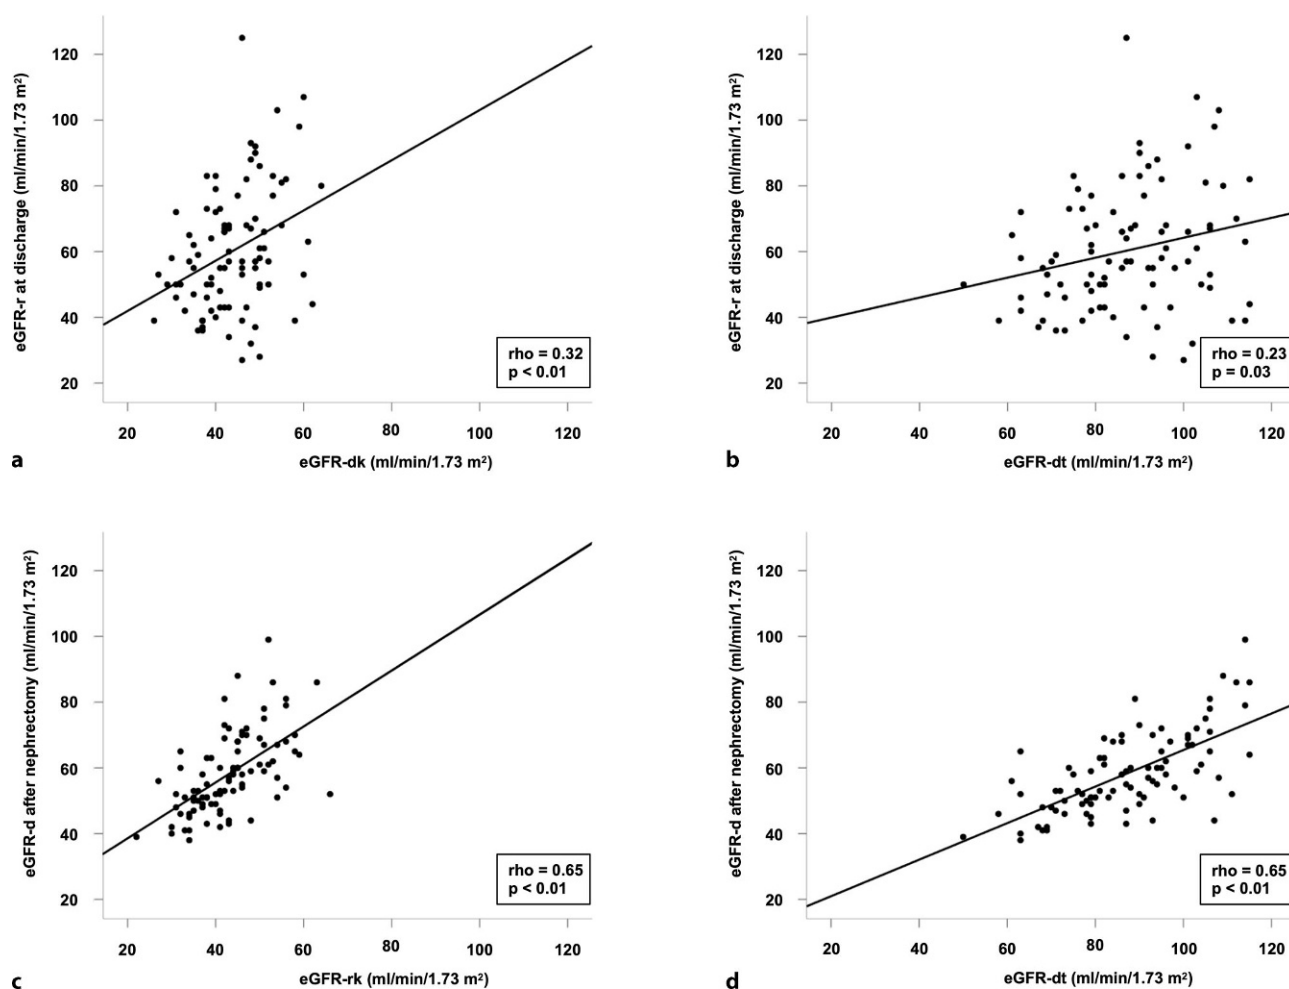 eGFR-r at discharge (ml/min/1.73 m²)
120
100
80
60
40
20
rho = 0.32
p < 0.01
20 40 60 80 100 120
a
eGFR-dk (ml/min/1.73 m²)
eGFR-r at discharge (ml/min/1.73 m²)
120
100
80
60
40
20
rho = 0.23
p = 0.03
20 40 60 80 100 120
b
eGFR-dt (ml/min/1.73 m²)
eGFR-d after nephrectomy (ml/min/1.73 m²)
120
100
80
60
40
20
rho = 0.65
p < 0.01
20 40 60 80 100 120
c
eGFR-rk (ml/min/1.73 m²)
eGFR-d after nephrectomy (ml/min/1.73 m²)
120
100
80
60
40
20
rho = 0.65
p < 0.01
20 40 60 80 100 120
d
eGFR-dt (ml/min/1.73 m²)